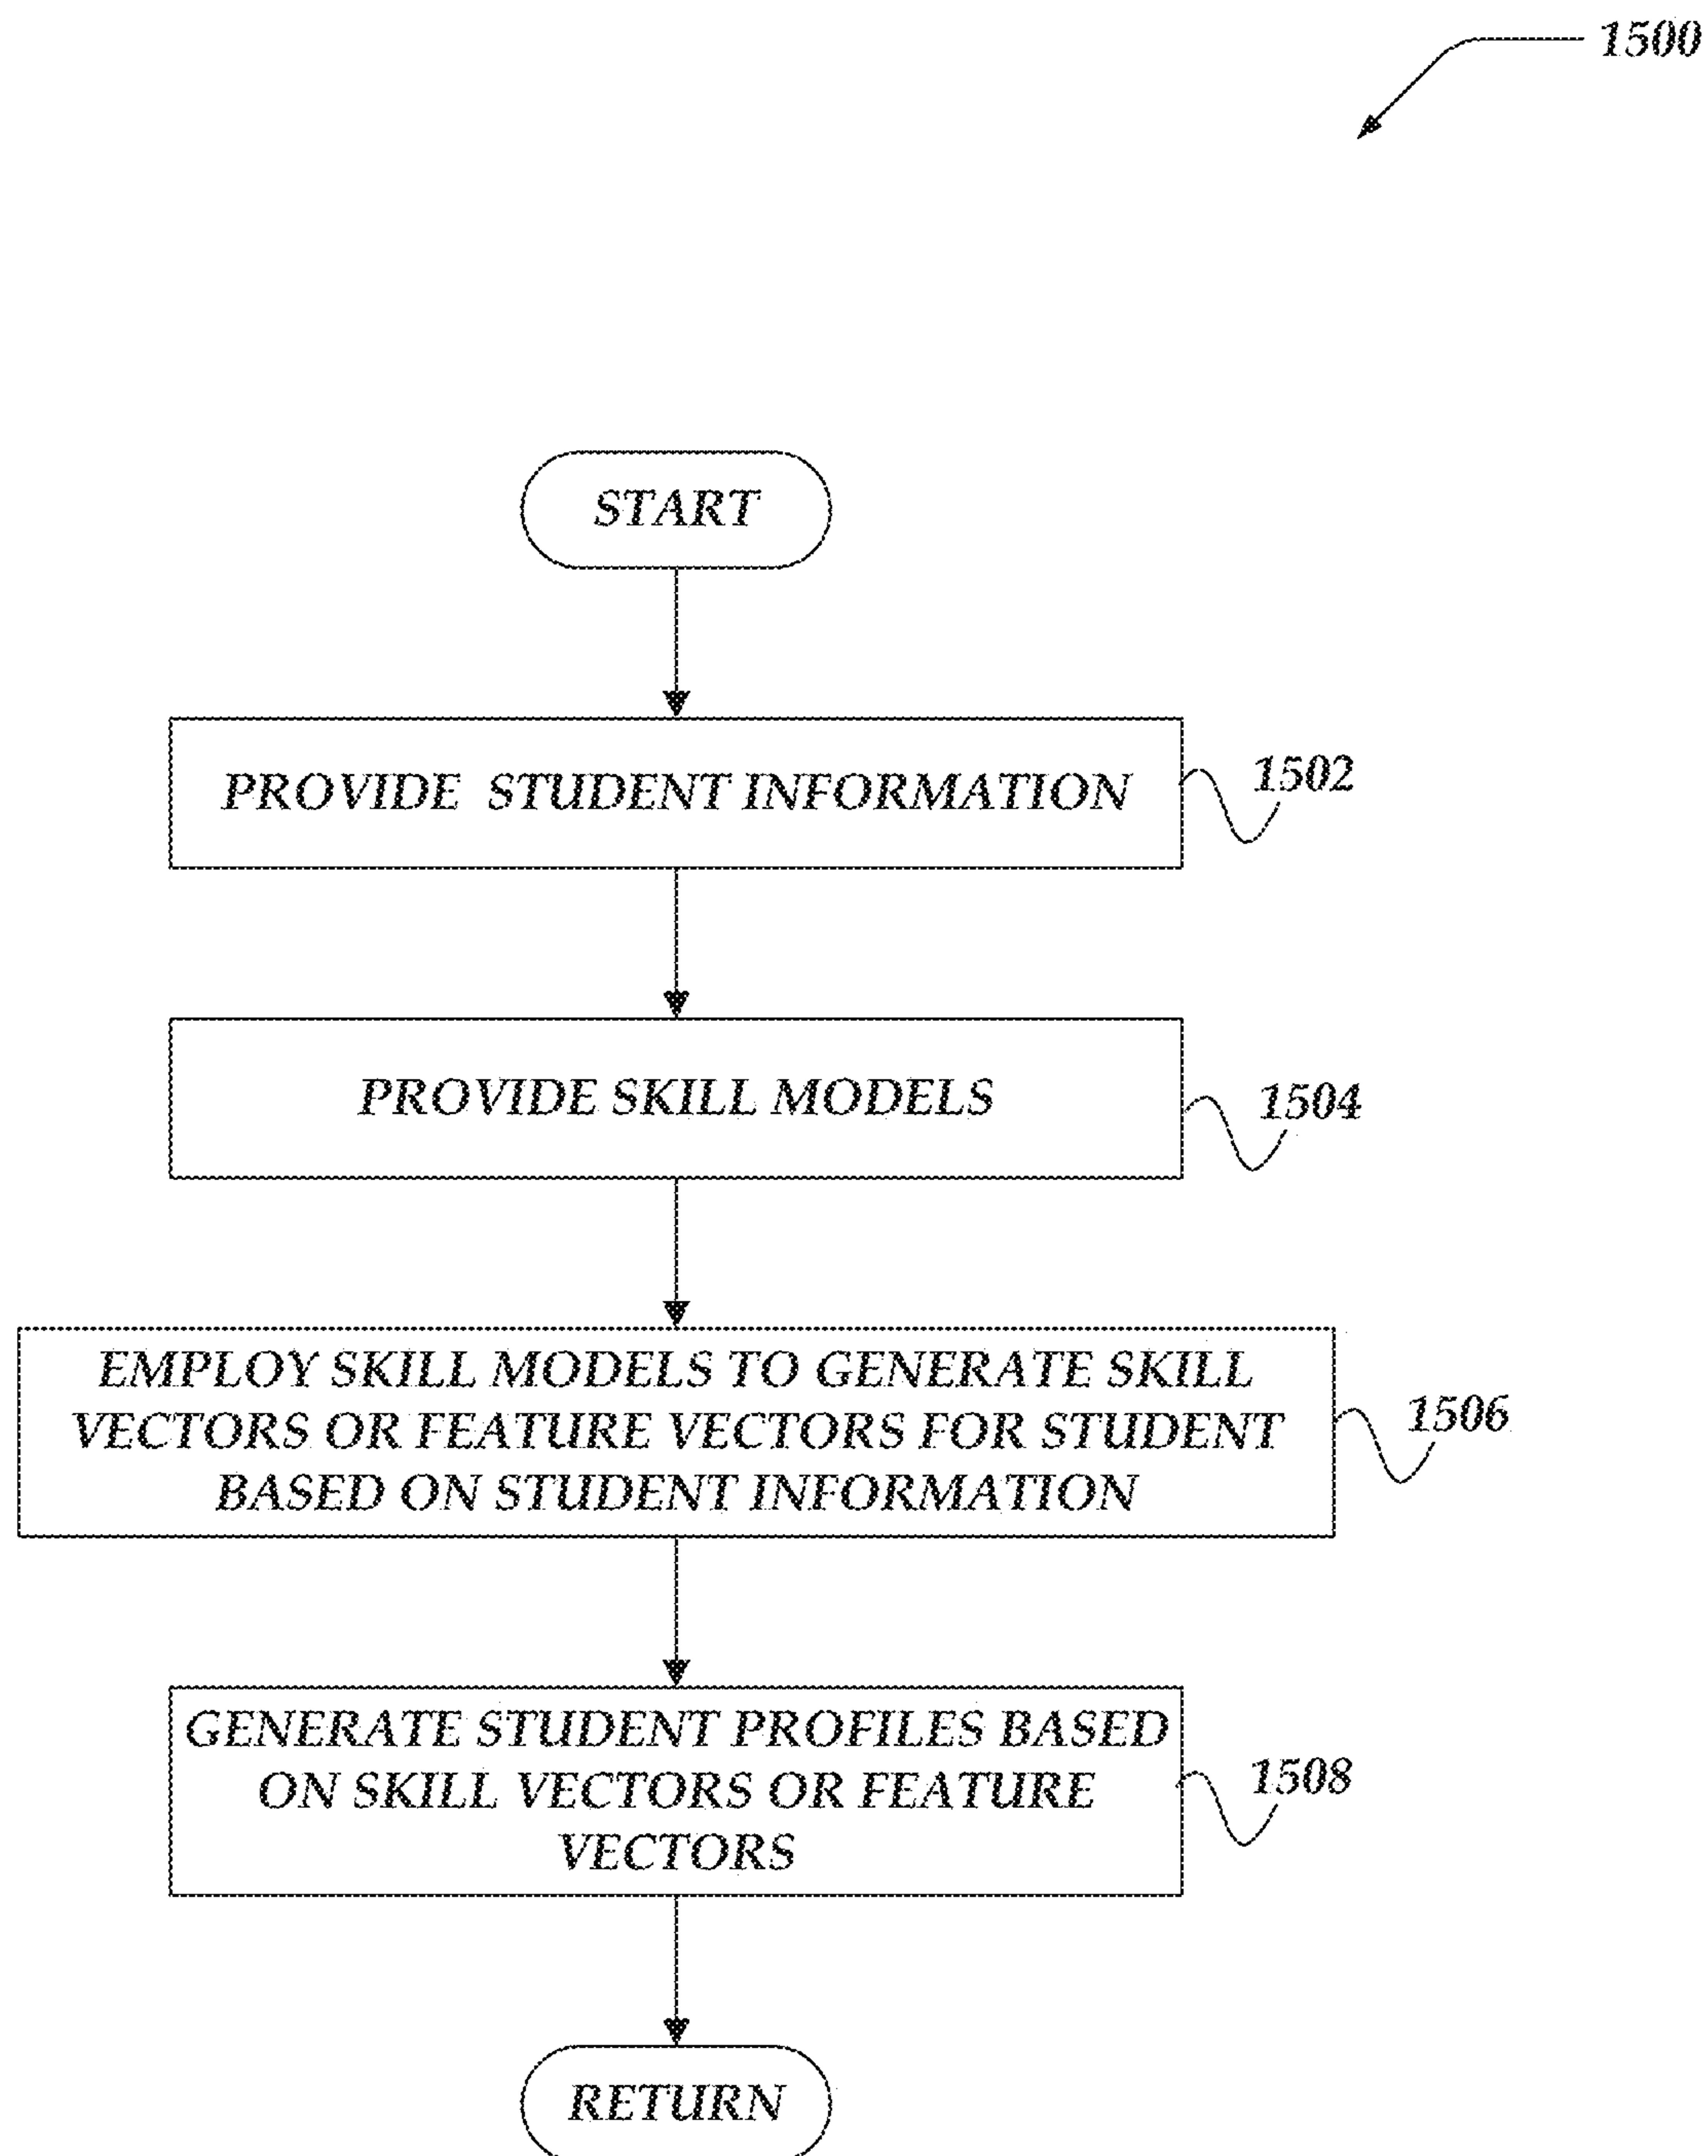 1500
START
PROVIDE STUDENT INFORMATION
1502
PROVIDE SKILL MODELS
1504
EMPLOY SKILL MODELS TO GENERATE SKILL
VECTORS OR FEATURE VECTORS FOR STUDENT
BASED ON STUDENT INFORMATION
1506
GENERATE STUDENT PROFILES BASED
ON SKILL VECTORS OR FEATURE
VECTORS
1508
RETURN